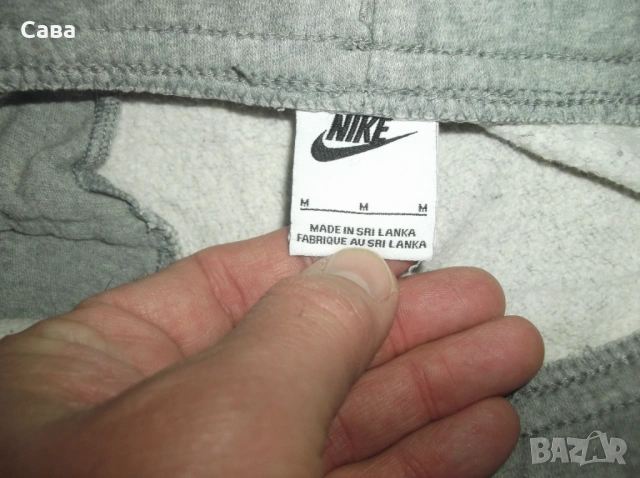 Сава
NIKE
M M M
MADE IN SRI LANKA
FABRIQUE AU SRI LANKA
BAZAR